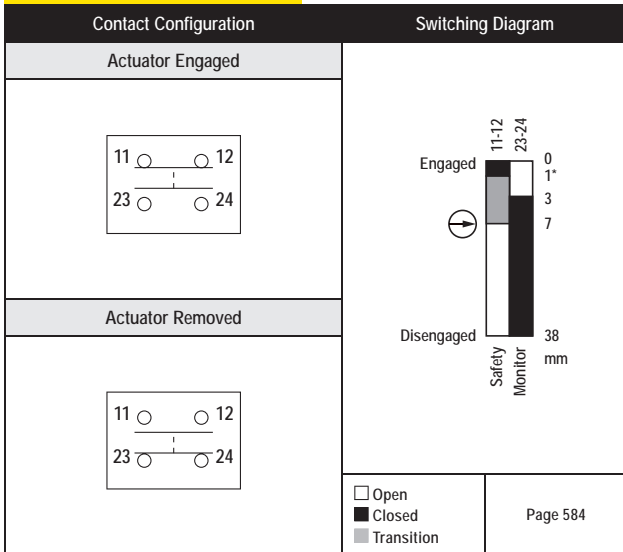 Contact Configuration
Switching Diagram
Actuator Engaged
11 12
23 24
Actuator Removed
11 12
23 24
11-12
23-24
Engaged
0
1*
3
7
Disengaged
38
mm
Safety
Monitor
Open
Closed
Transition
Page 584